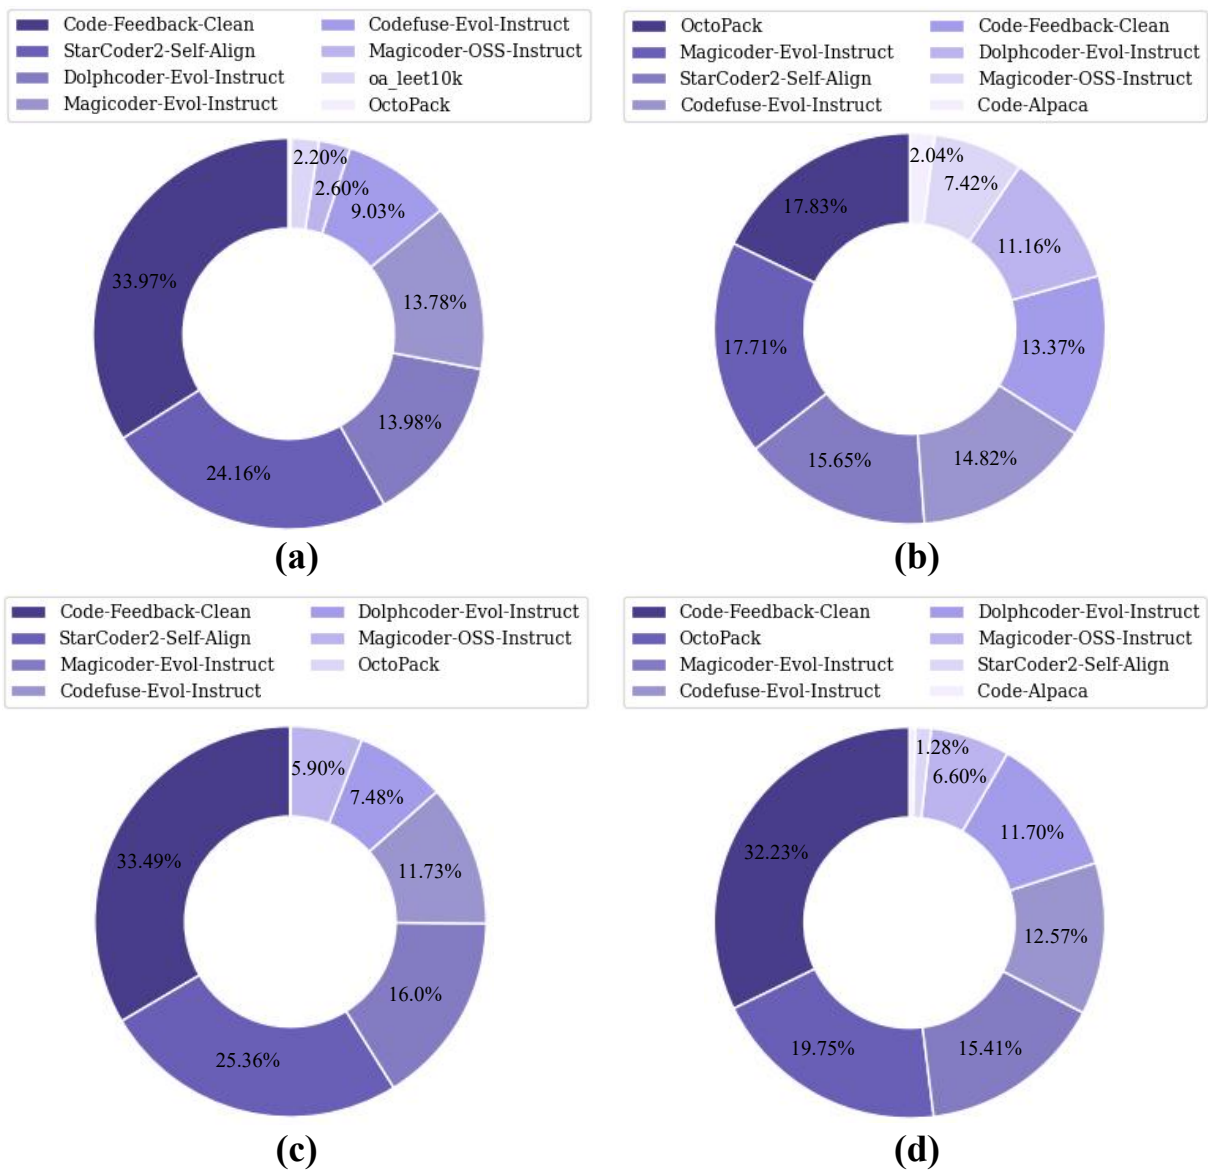 Code-Feedback-Clean
StarCoder2-Self-Align
Dolphcoder-Evol-Instruct
Magicoder-Evol-Instruct
Codefuse-Evol-Instruct
Magicoder-OSS-Instruct
oa_leet10k
OctoPack
2.20%
2.60%
9.03%
33.97%
13.78%
13.98%
24.16%
(a)
OctoPack
Magicoder-Evol-Instruct
StarCoder2-Self-Align
Codefuse-Evol-Instruct
Code-Feedback-Clean
Dolphcoder-Evol-Instruct
Magicoder-OSS-Instruct
Code-Alpaca
2.04%
7.42%
17.83%
11.16%
17.71%
13.37%
15.65%
14.82%
(b)
Code-Feedback-Clean
StarCoder2-Self-Align
Magicoder-Evol-Instruct
Codefuse-Evol-Instruct
Dolphcoder-Evol-Instruct
Magicoder-OSS-Instruct
OctoPack
5.90%
7.48%
33.49%
11.73%
16.0%
25.36%
(c)
Code-Feedback-Clean
OctoPack
Magicoder-Evol-Instruct
Codefuse-Evol-Instruct
Dolphcoder-Evol-Instruct
Magicoder-OSS-Instruct
StarCoder2-Self-Align
Code-Alpaca
1.28%
6.60%
11.70%
32.23%
12.57%
19.75%
15.41%
(d)